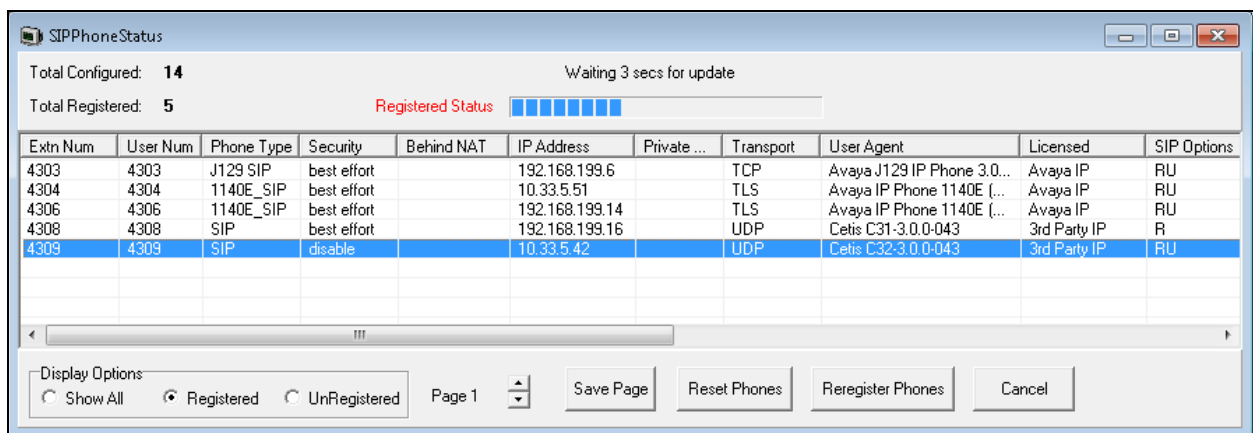 SIPPhoneStatus
Total Configured: 14
Waiting 3 secs for update
Total Registered: 5
Registered Status
Extn Num User Num Phone Type Security Behind NAT IP Address Private ... Transport User Agent Licensed SIP Options
4303 4303 J129 SIP best effort 192.168.199.6 TCP Avaya J129 IP Phone 3.0... Avaya IP RU
4304 4304 1140E_SIP best effort 10.33.5.51 TLS Avaya IP Phone 1140E (... Avaya IP RU
4306 4306 1140E_SIP best effort 192.168.199.14 TLS Avaya IP Phone 1140E (... Avaya IP RU
4308 4308 SIP best effort 192.168.199.16 UDP Cetis C31-3.0.0-043 3rd Party IP R
4309 4309 SIP disable 10.33.5.42 UDP Cetis C32-3.0.0-043 3rd Party IP RU
Display Options
Show All Registered UnRegistered Page 1 Save Page Reset Phones Reregister Phones Cancel